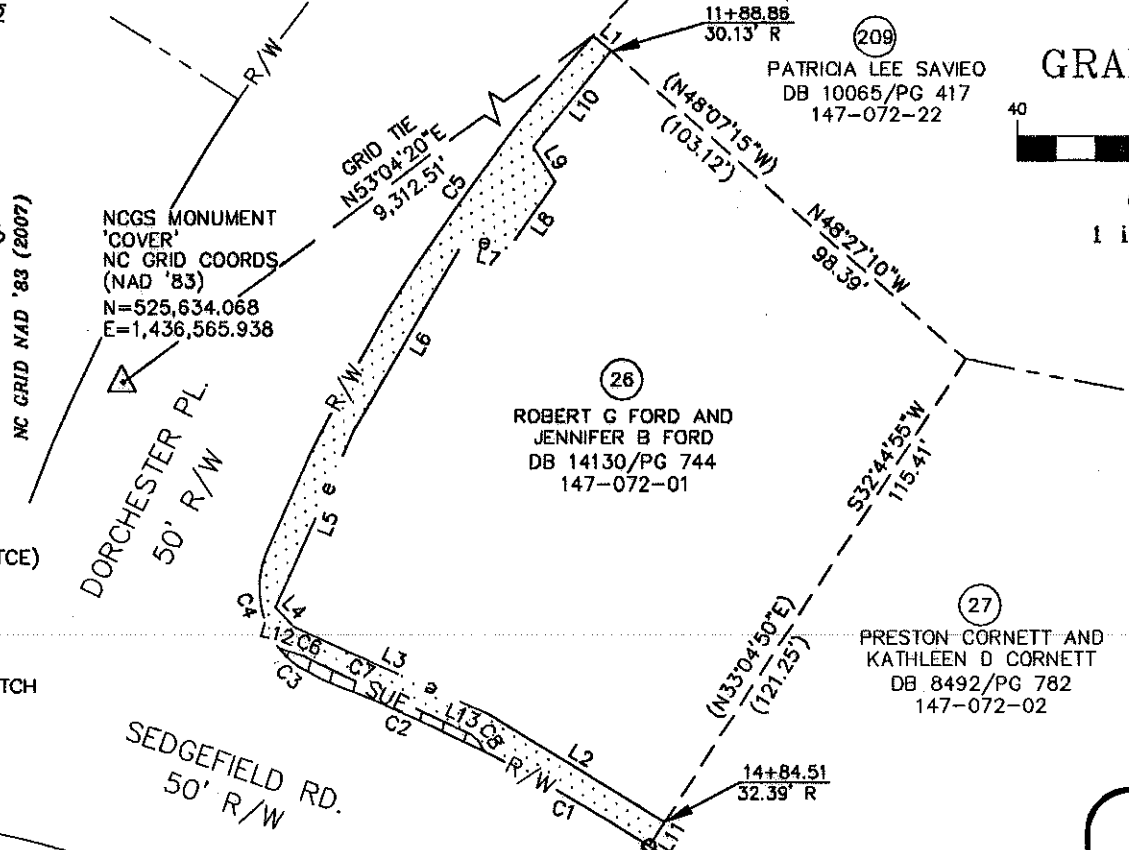 11+88.86
30.13' R
209
PATRICIA LEE SAVIEO
DB 10065/PG 417
147-072-22
GRA
40
1 i
R/W
L1
L10
L9
L8
L7
e
C5
L6
GRID TIE
N53°04'20"E
9,312.51'
(N48°07'15"W)
(103.12')
N48°27'10"W
98.39'
NC GRID NAD '83 (2007)
NCGS MONUMENT
'COVER'
NC GRID COORDS
(NAD '83)
N=525,634.068
E=1,436,565.938
R/W
26
ROBERT G FORD AND
JENNIFER B FORD
DB 14130/PG 744
147-072-01
S32°44'55"W
115.41'
(N33°04'50"E)
(121.25')
DORCHESTER PL.
50' R/W
TCE)
e
L5
C4
L4
L12
C6
C7
L3
C3
SUE
e
C2
L13
C8
L2
R/W
C1
L11
27
PRESTON CORNETT AND
KATHLEEN D CORNETT
DB 8492/PG 782
147-072-02
TCH
SEDGEFIELD RD.
50' R/W
14+84.51
32.39' R